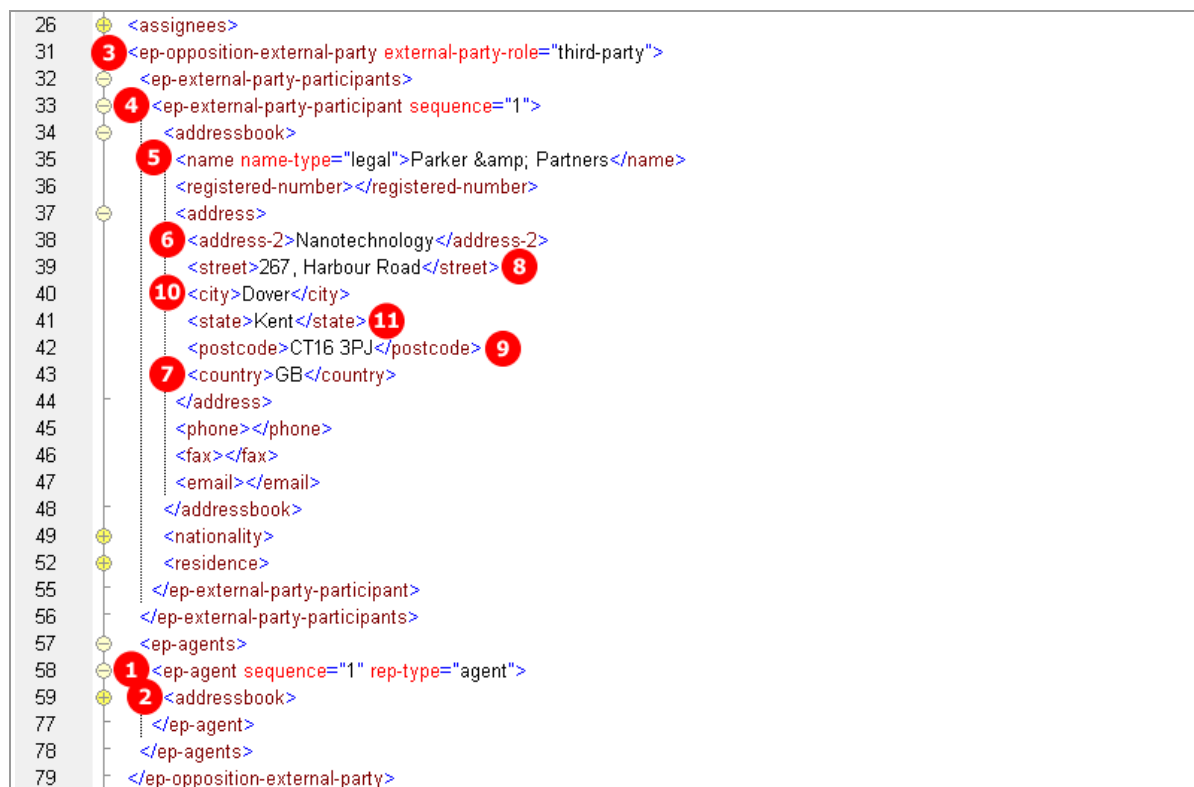 26 <assignees>
31 3 <ep-opposition-external-party external-party-role="third-party">
32 <ep-external-party-participants>
33 4 <ep-external-party-participant sequence="1">
34 <addressbook>
35 5 <name name-type="legal">Parker &amp; Partners</name>
36 <registered-number></registered-number>
37 <address>
38 6 <address-2>Nanotechnology</address-2>
39 <street>267, Harbour Road</street> 8
40 10 <city>Dover</city>
41 <state>Kent</state> 11
42 <postcode>CT16 3PJ</postcode> 9
43 7 <country>GB</country>
44 </address>
45 <phone></phone>
46 <fax></fax>
47 <email></email>
48 </addressbook>
49 <nationality>
52 <residence>
55 </ep-external-party-participant>
56 </ep-external-party-participants>
57 <ep-agents>
58 1 <ep-agent sequence="1" rep-type="agent">
59 2 <addressbook>
77 </ep-agent>
78 </ep-agents>
79 </ep-opposition-external-party>